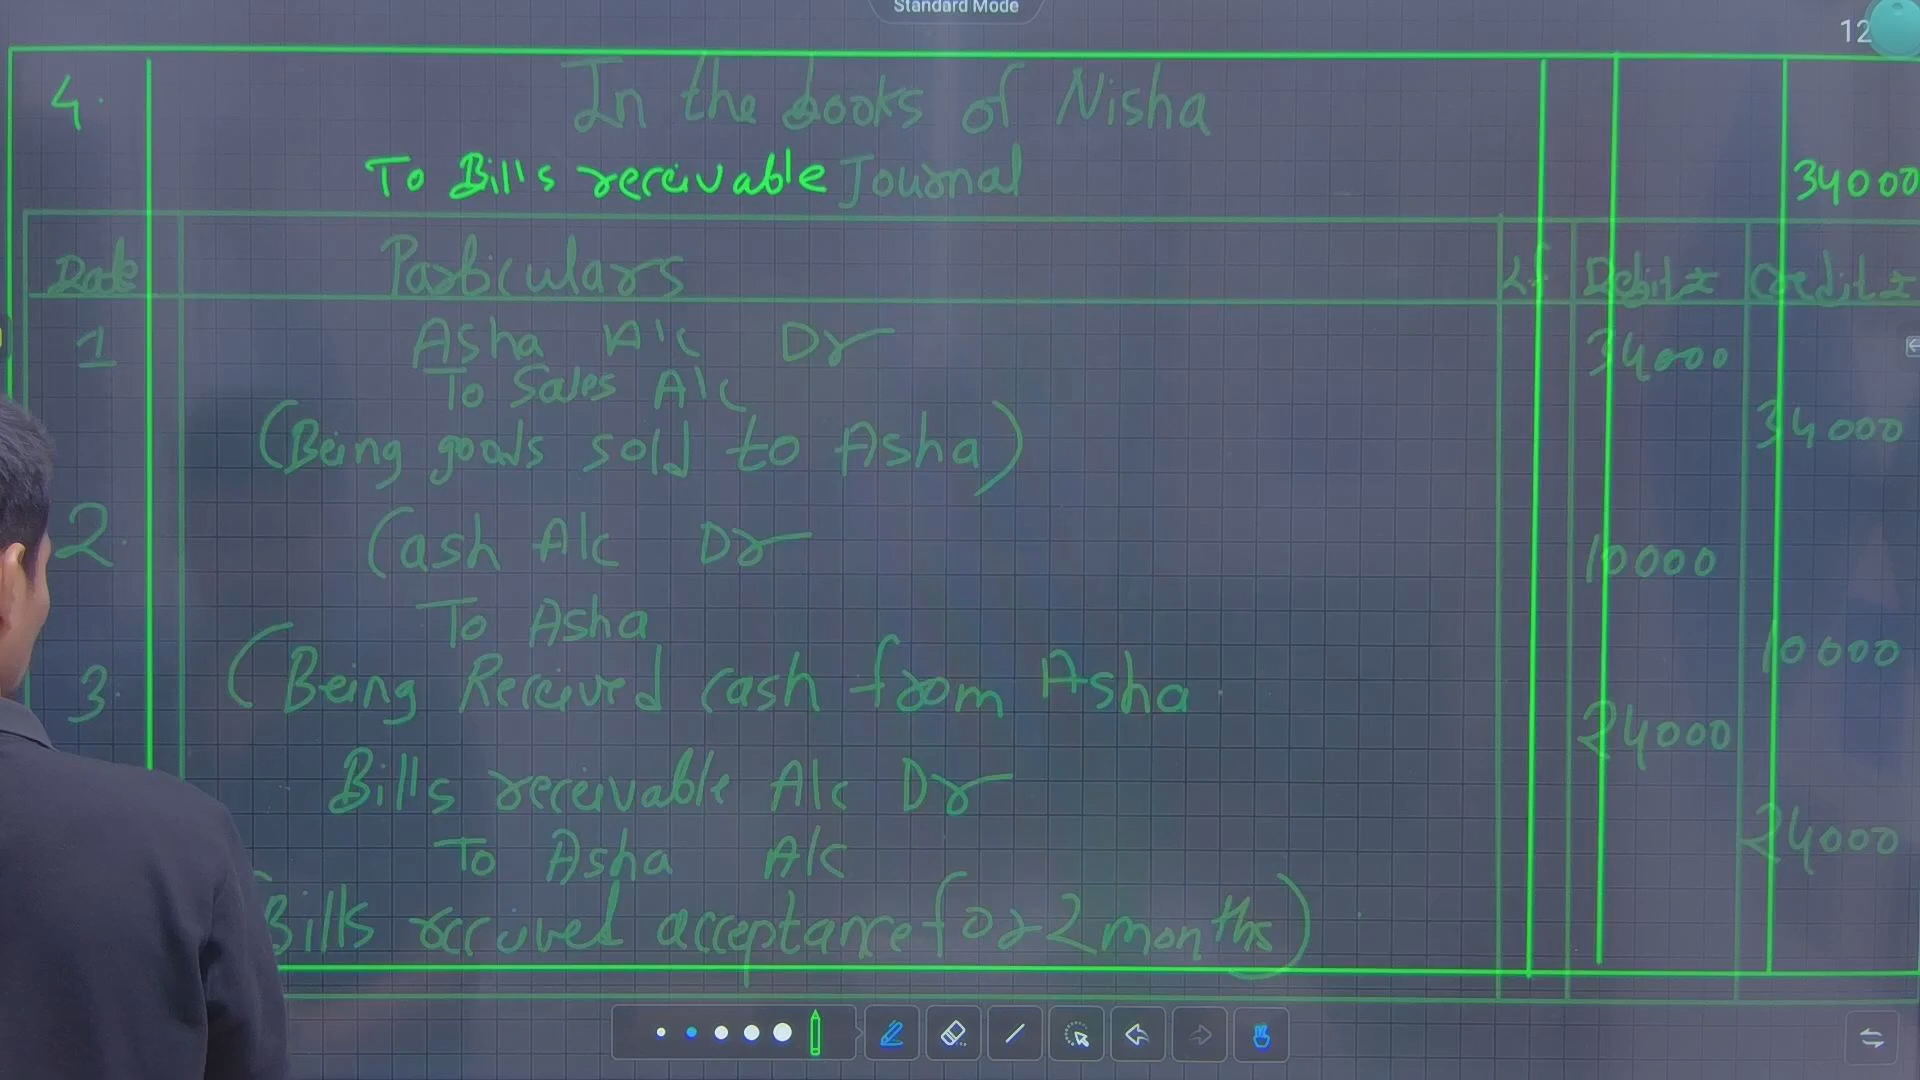 Standard Mode
12
4. In the books of Nisha
To Bills receivable Journal 34000
Date Particulars L.f Debit₹ Credit₹
1 Asha A/c Dr 34000
To Sales A/c 34000
(Being goods sold to Asha)
2. Cash A/c Dr 10000
To Asha 10000
3. (Being Received cash from Asha
Bills receivable A/c Dr 24000
To Asha A/c 24000
Bills received acceptance for 2 months)